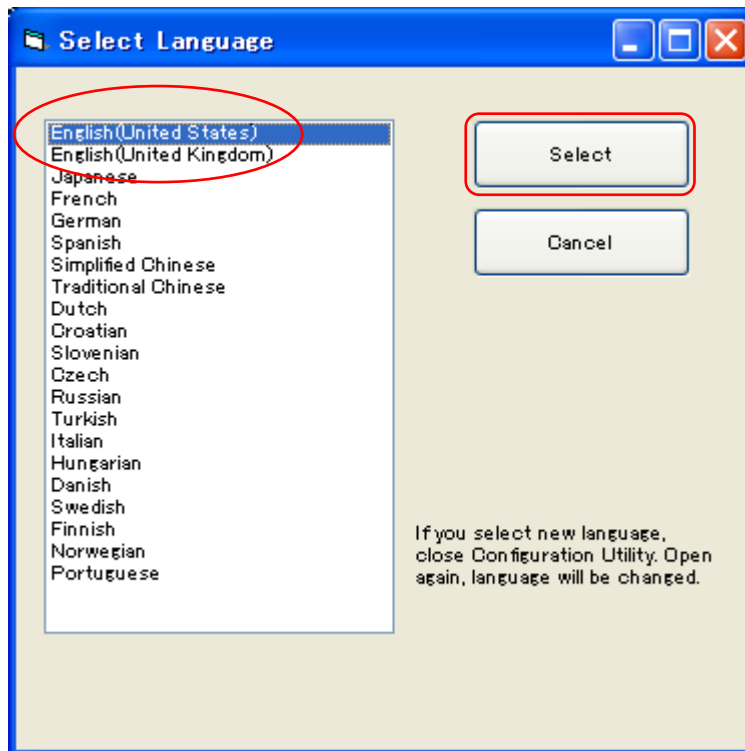 Select Language
English(United States)
English(United Kingdom)
Japanese
French
German
Spanish
Simplified Chinese
Traditional Chinese
Dutch
Croatian
Slovenian
Czech
Russian
Turkish
Italian
Hungarian
Danish
Swedish
Finnish
Norwegian
Portuguese
Select
Cancel
If you select new language,
close Configuration Utility. Open
again, language will be changed.